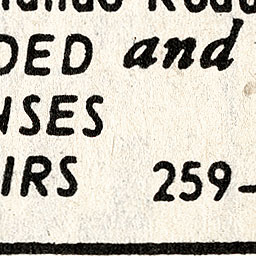 DED and
NSES
IRS 259-